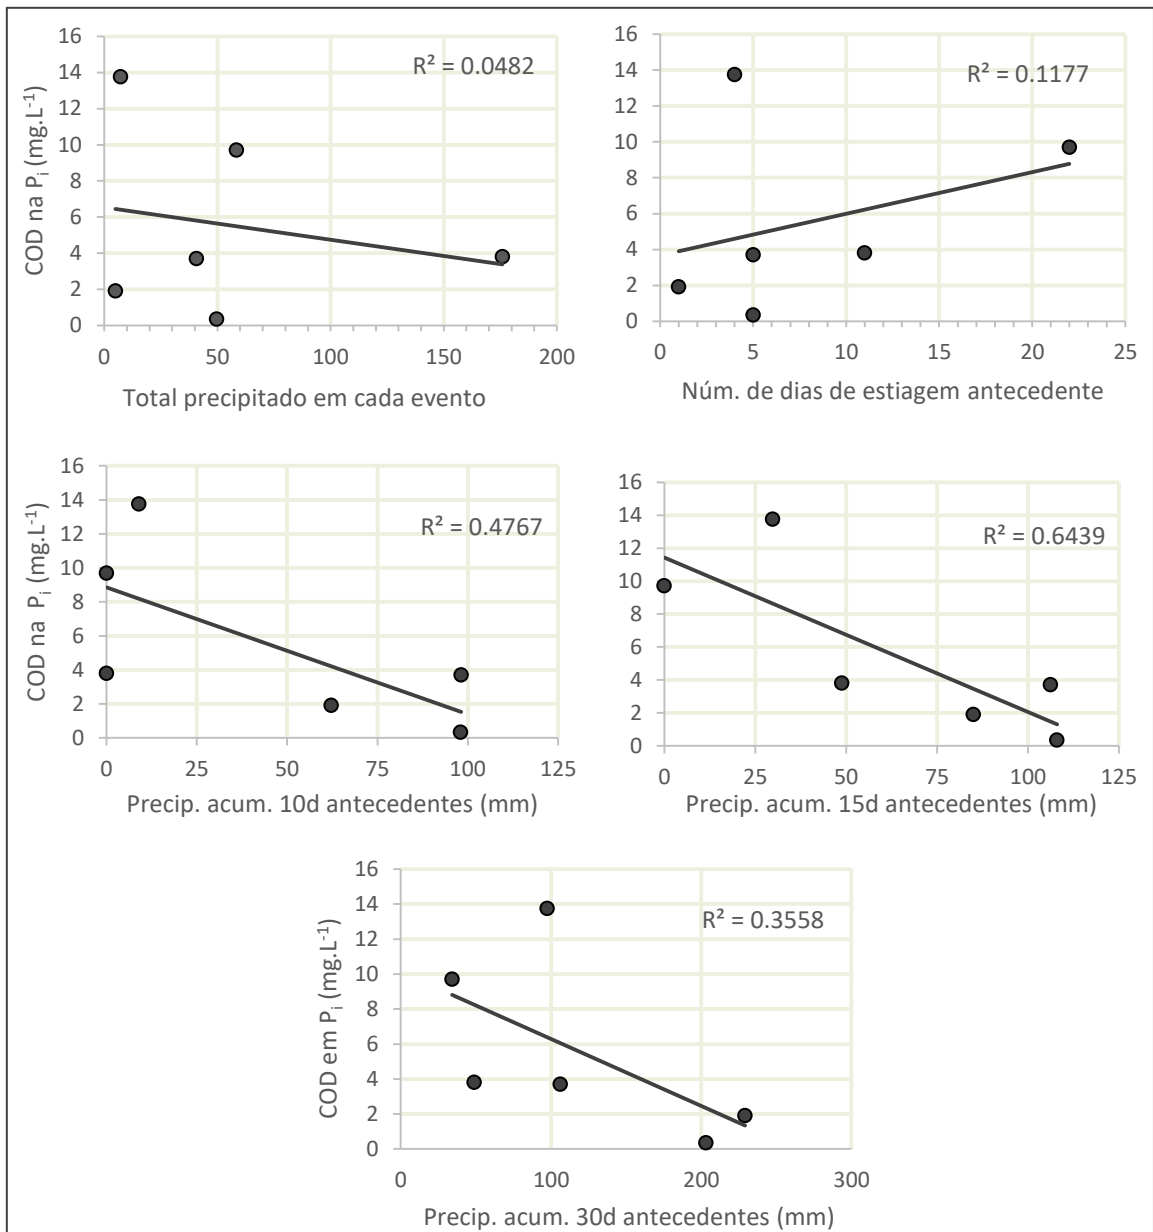 16
14
12
10
8
6
4
2
0
COD na Pi (mg.L-1)
R² = 0.0482
0 50 100 150 200
Total precipitado em cada evento
16
14
12
10
8
6
4
2
0
R² = 0.1177
0 5 10 15 20 25
Núm. de dias de estiagem antecedente
16
14
12
10
8
6
4
2
0
COD na Pi (mg.L-1)
R² = 0.4767
0 25 50 75 100 125
Precip. acum. 10d antecedentes (mm)
16
14
12
10
8
6
4
2
0
R² = 0.6439
0 25 50 75 100 125
Precip. acum. 15d antecedentes (mm)
16
14
12
10
8
6
4
2
0
COD em Pi (mg.L-1)
R² = 0.3558
0 100 200 300
Precip. acum. 30d antecedentes (mm)